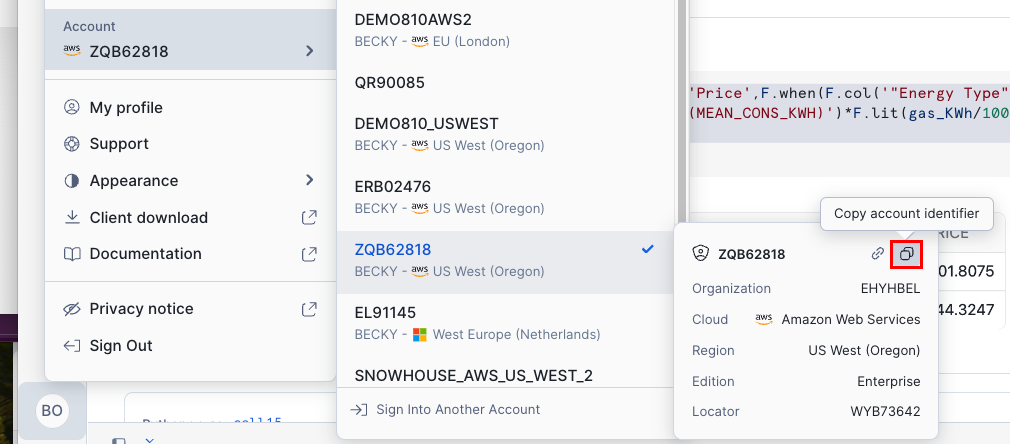 Account
aws ZQB62818
My profile
Support
Appearance
Client download
Documentation
Privacy notice
Sign Out
BO
DEMO810AWS2
BECKY - aws EU (London)
QR90085
DEMO810_USWEST
BECKY - aws US West (Oregon)
ERB02476
BECKY - aws US West (Oregon)
ZQB62818
BECKY - aws US West (Oregon)
EL91145
BECKY - West Europe (Netherlands)
SNOWHOUSE_AWS_US_WEST_2
Sign Into Another Account
'Price',F.when(F.col('"Energy Type"
(MEAN_CONS_KWH)')*F.lit(gas_KWh/100
Copy account identifier
RICE
01.8075
44.3247
ZQB62818
Organization EHYHBEL
Cloud aws Amazon Web Services
Region US West (Oregon)
Edition Enterprise
Locator WYB73642